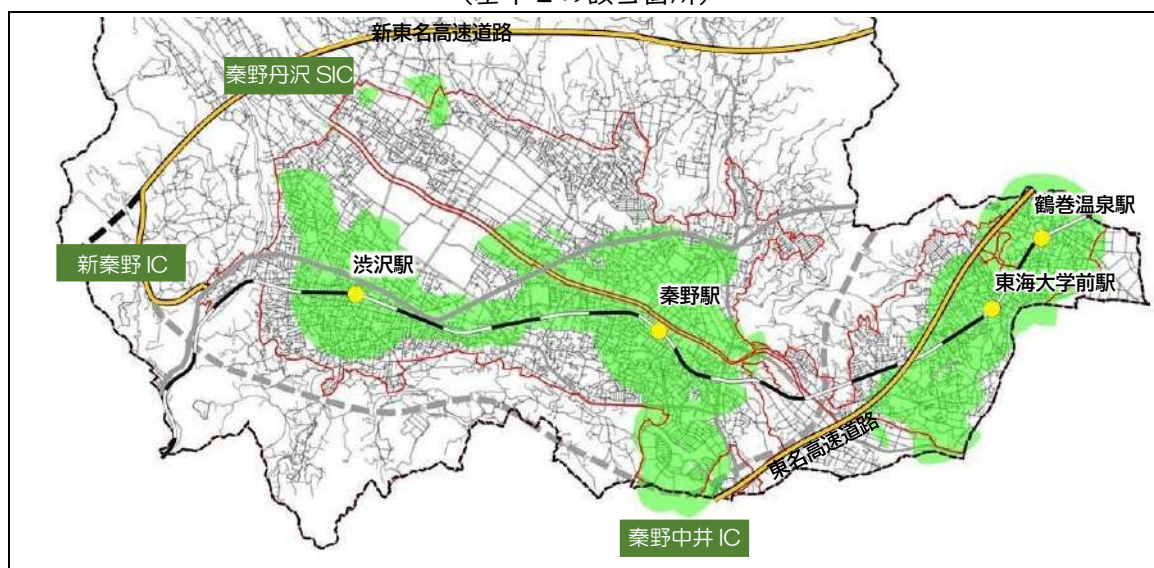 新東名高速道路
秦野丹沢 SIC
鶴巻温泉駅
新秦野 IC
渋沢駅
東海大学前駅
秦野駅
東名高速道路
秦野中井 IC